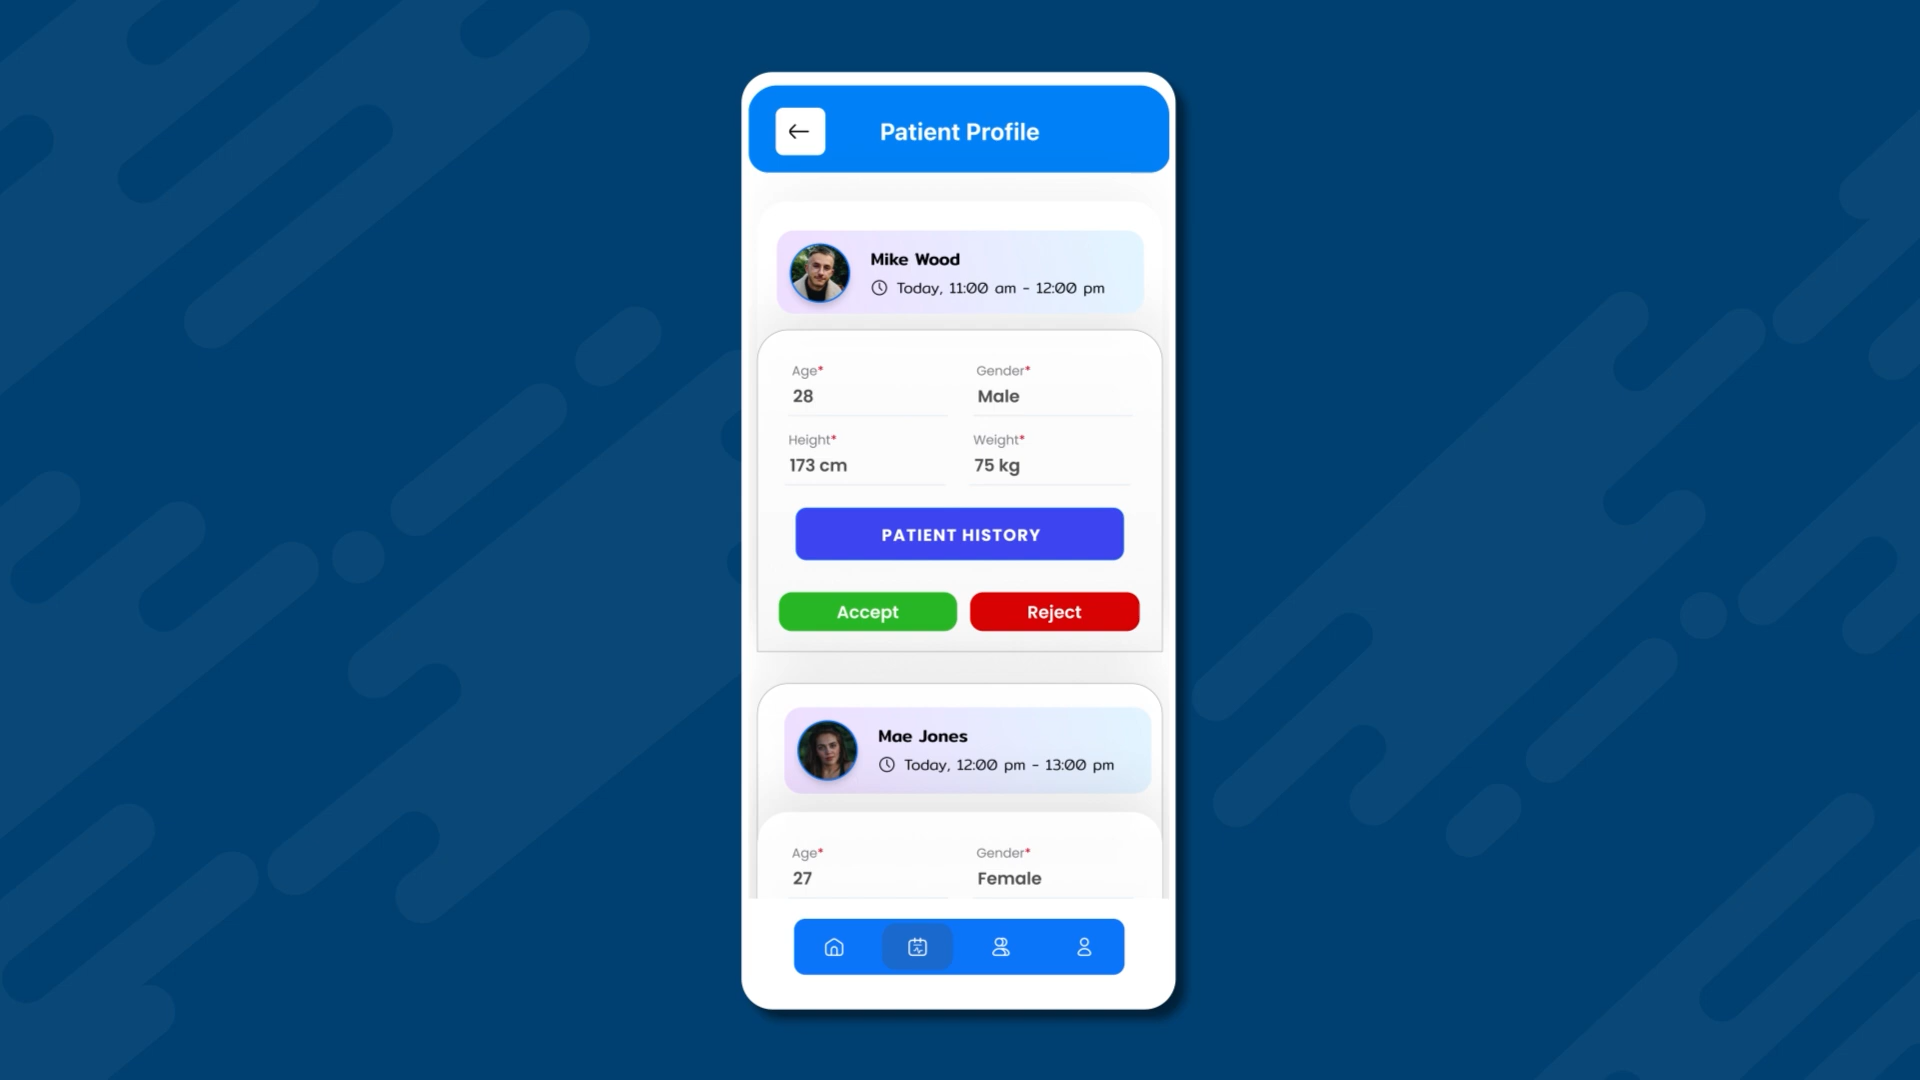 Patient Profile
Mike Wood
Today, 11:00 am - 12:00 pm
Age* Gender*
28 Male
Height* Weight*
173 cm 75 kg
PATIENT HISTORY
Accept Reject
Mae Jones
Today, 12:00 pm - 13:00 pm
Age* Gender*
27 Female